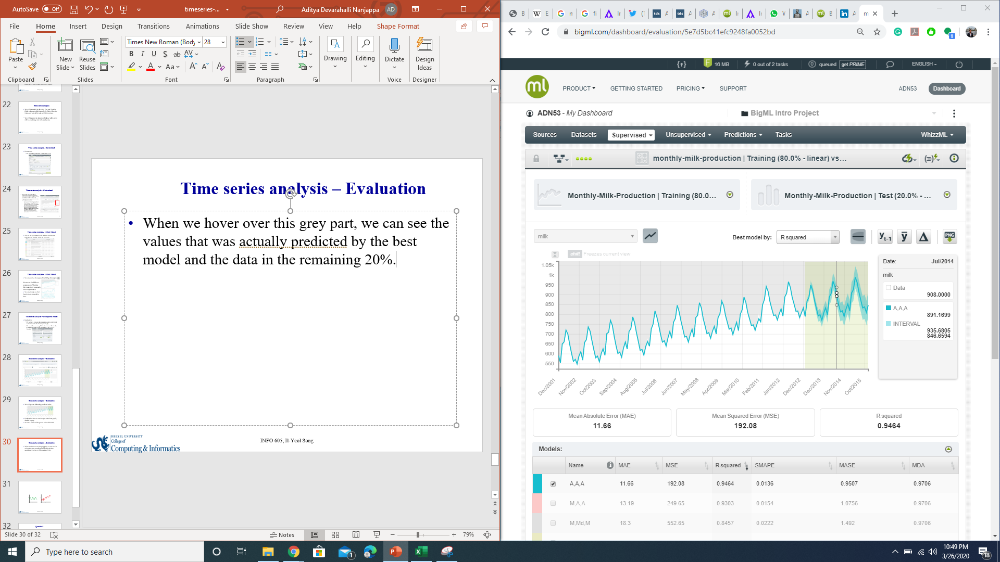 AutoSave Off
timeseries-...
Aditya Devarahalli Nanjappa AD
File Home Insert Design Transitions Animations Slide Show Review View Help Shape Format
Times New Roman (Body 28
Paste
New Slide
Reuse Slides
B I U S ab AV
Aa A A
Drawing
Editing
Dictate
Design Ideas
Clipboard Slides Font Paragraph Voice Designer
22
23
24
25
26
27
28
29
30
31
32
Time series analysis – Evaluation
• When we hover over this grey part, we can see the
values that was actually predicted by the best
model and the data in the remaining 20%.
DREXEL UNIVERSITY
College of
Computing & Informatics
INFO 605, Il-Yeol Song
Slide 30 of 32
Notes
79%
bigml.com/dashboard/evaluation/5e7d5bc41efc9248fa0052bd
16 MB 0 out of 2 tasks 0 queued get PRIME ENGLISH
ml
PRODUCT GETTING STARTED PRICING SUPPORT ADN53 Dashboard
ADN53 - My Dashboard
BigML Intro Project
Sources Datasets Supervised Unsupervised Predictions Tasks WhizzML
monthly-milk-production | Training (80.0% - linear) vs...
Monthly-Milk-Production | Training (80.0...
Monthly-Milk-Production | Test (20.0% - ...
milk
Best model by: R squared
yt-1 y Δ PNG
shift Freezes current view
1.05k
1k
950
900
850
800
750
700
650
600
550
Dec/2001 Nov/2002 Oct/2003 Sep/2004 Aug/2005 Jul/2006 Jun/2007 May/2008 Apr/2009 Mar/2010 Feb/2011 Jan/2012 Dec/2012 Dec/2013 Nov/2014 Oct/2015
Date: Jul/2014
milk
Data
908.0000
A,A,A
891.1699
INTERVAL
935.6805
846.6594
Mean Absolute Error (MAE)
11.66
Mean Squared Error (MSE)
192.08
R squared
0.9464
Models:
Name MAE MSE R squared SMAPE MASE MDA
A,A,A 11.66 192.08 0.9464 0.0136 0.9507 0.9706
M,A,A 13.19 249.65 0.9303 0.0154 1.0756 0.9706
M,Md,M 18.3 552.65 0.8457 0.0222 1.492 0.9706
Type here to search
10:49 PM
3/26/2020
18